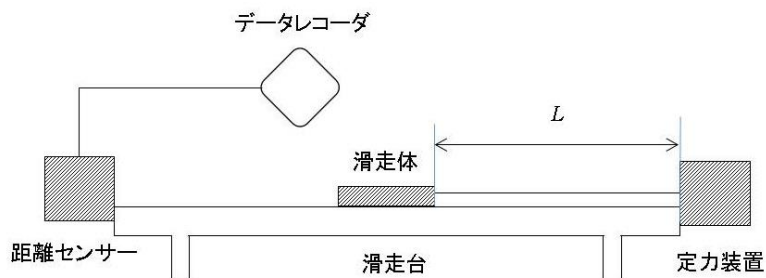 データレコーダ
L
滑走体
距離センサー
滑走台
定力装置